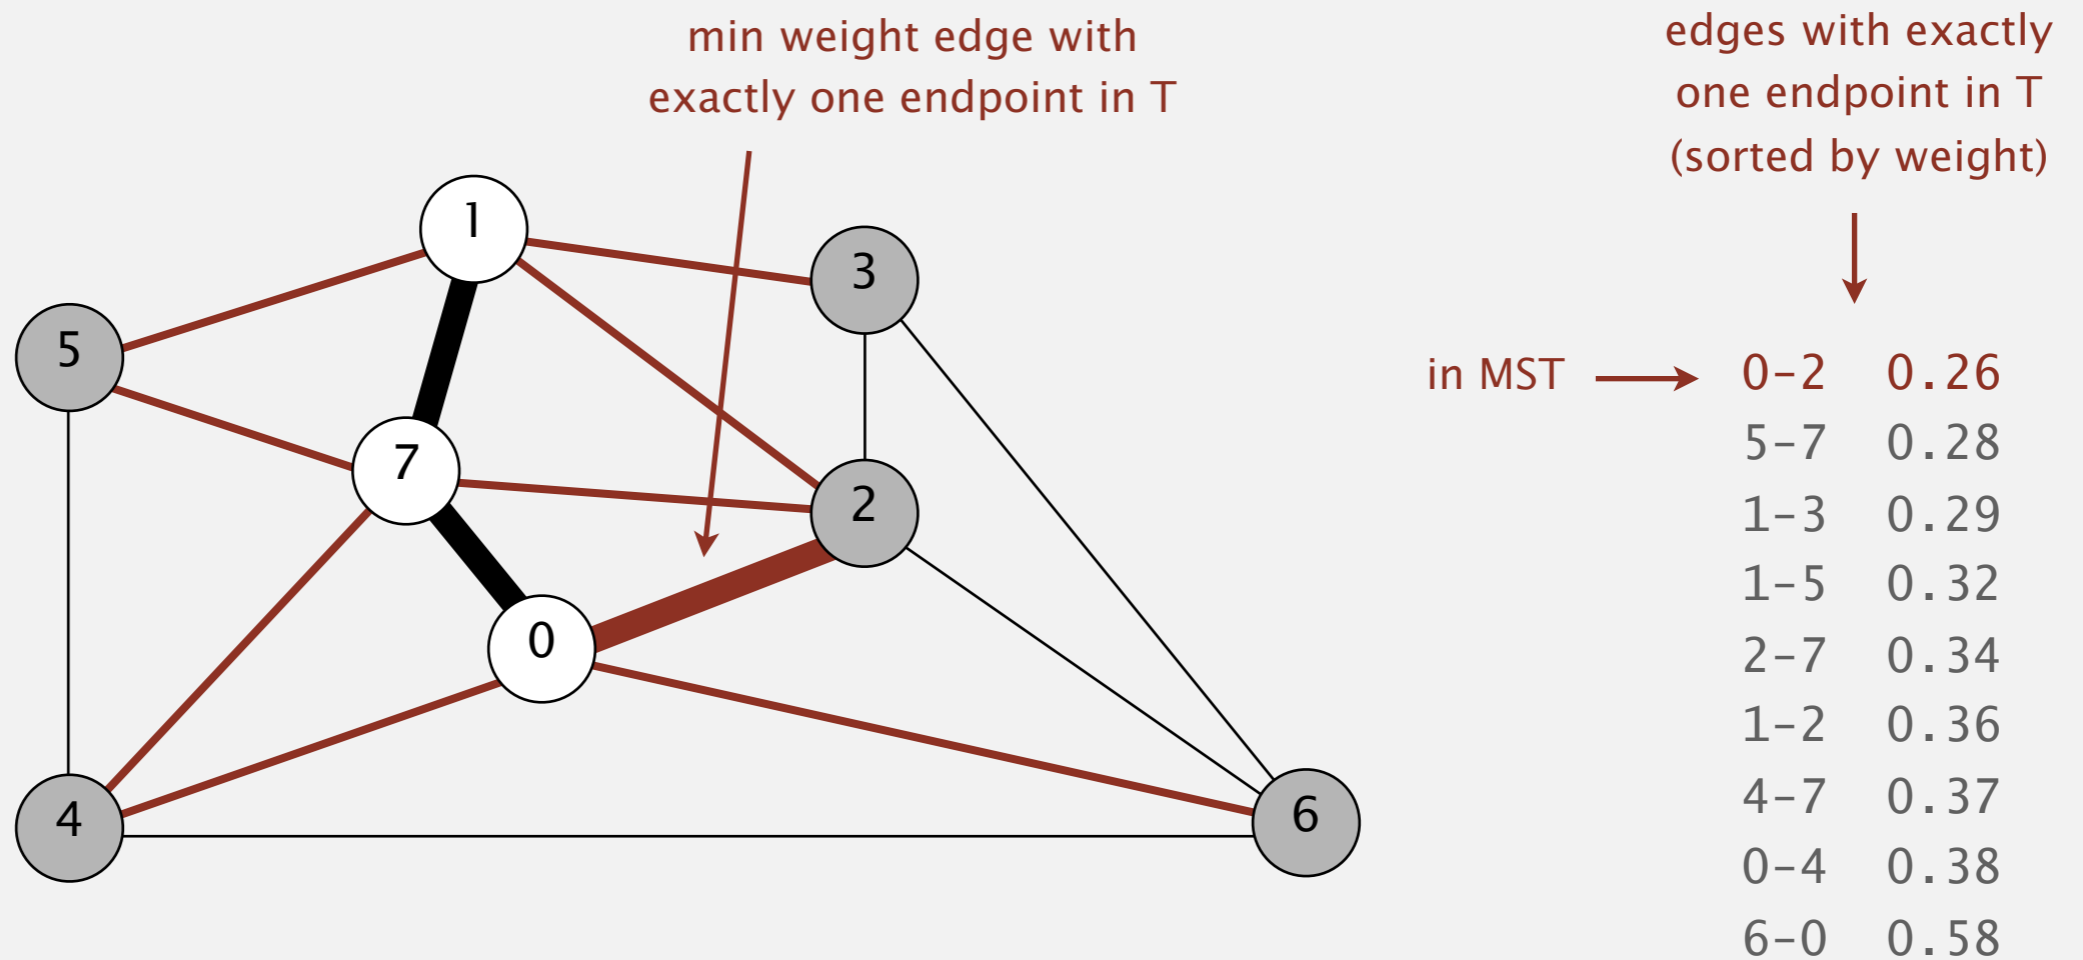 min weight edge with
exactly one endpoint in T
edges with exactly
one endpoint in T
(sorted by weight)
1
3
5
7
2
0
4
6
in MST
0-2 0.26
5-7 0.28
1-3 0.29
1-5 0.32
2-7 0.34
1-2 0.36
4-7 0.37
0-4 0.38
6-0 0.58